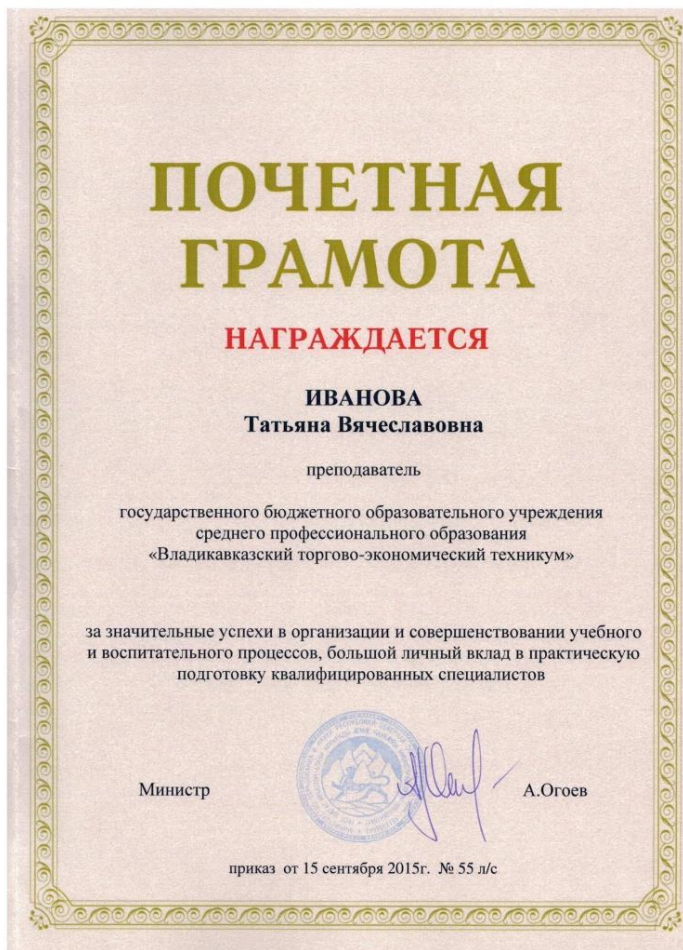 ПОЧЕТНАЯ
ГРАМОТА
НАГРАЖДАЕТСЯ
ИВАНОВА
Татьяна Вячеславовна
преподаватель
государственного бюджетного образовательного учреждения
среднего профессионального образования
«Владикавказский торгово-экономический техникум»
за значительные успехи в организации и совершенствовании учебного
и воспитательного процессов, большой личный вклад в практическую
подготовку квалифицированных специалистов
Министр
А.Огоев
приказ от 15 сентября 2015г. № 55 л/с